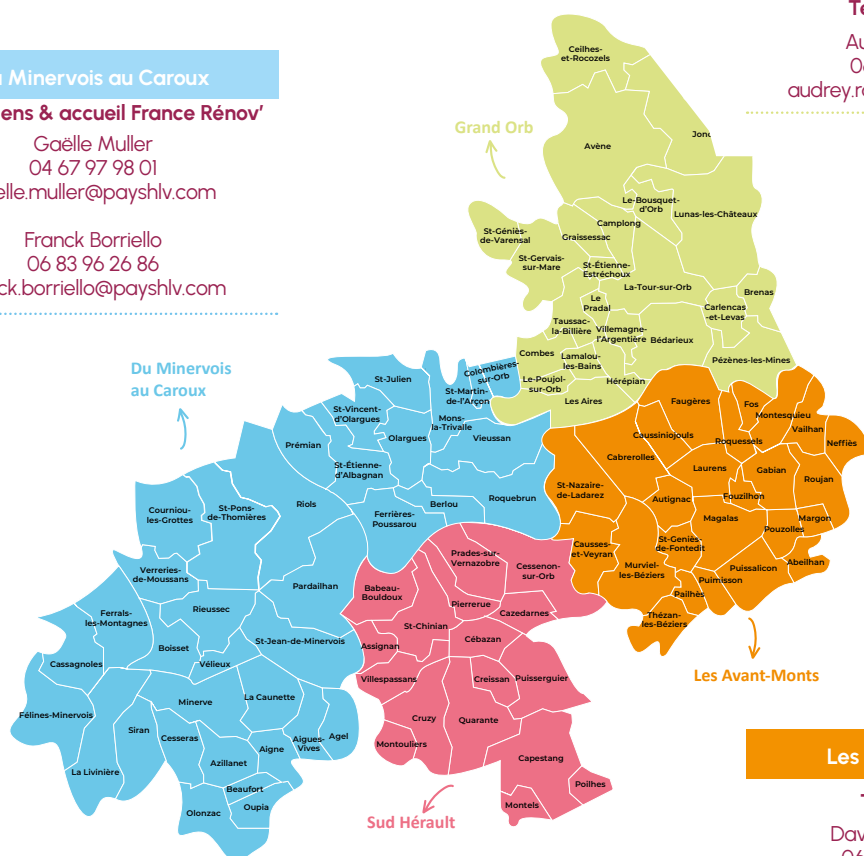 Minervois au Caroux
accueil France Rénov’
&
Gaëlle Muller
04 67 97 98 01
elle.muller@payshlv.com
Franck Borriello
06 83 96 26 86
ck.borriello@payshlv.com
Du Minervois
au Caroux
Grand Orb
Ceilhes-
et-Rocozels
Avène
Le-Bousquet-
d'Orb
Lunas-les-Châteaux
Camplong
St-Géniès-
de-Varensal
Graissessac
St-Gervais-
sur-Mare
St-Étienne-
Estréchoux
La-Tour-sur-Orb
Brenas
Le
Pradal
Carlencas
-et-Levas
Taussac-
la-Billière
Villemagne-
l'Argentière
Bédarieux
Combes
Lamalou-
les-Bains
Pézènes-les-Mines
Le-Poujol-
sur-Orb
Hérépian
Les Aires
St-Julien
Colombières-
sur-Orb
St-Martin-
de-l'Arçon
St-Vincent-
d'Olargues
Mons-
la-Trivalle
Olargues
Vieussan
Prémian
St-Étienne-
d'Albagnan
Roquebrun
Berlou
Riols
Ferrières-
Poussarou
Courniou-
les-Grottes
St-Pons-
de-Thomières
Verreries-
de-Moussans
Pardailhan
Rieussec
Ferrals-
les-Montagnes
St-Jean-de-Minervois
Boisset
Vélieux
Cassagnoles
La Caunette
Minerve
Félines-Minervois
Siran
Cesseras
Aigne
Aigues-
Vives
Agel
Azillanet
La Livinière
Beaufort
Oupia
Olonzac
Faugères
Fos
Montesquieu
Vailhan
Neffiès
Caussiniojouls
Roquessels
Cabrerolles
Laurens
Gabian
Roujan
St-Nazaire-
de-Ladarez
Autignac
Fouzilhon
Magalas
Margon
Pouzolles
Causses-
et-Veyran
St-Geniès-
de-Fontedit
Murviel-
les-Béziers
Puissalicon
Abeilhan
Puimisson
Pailhès
Thézan-
les-Béziers
Les Avant-Monts
Prades-sur-
Vernazobre
Cessenon-
sur-Orb
Babeau-
Bouldoux
Pierrerue
Cazedarnes
St-Chinian
Cébazan
Assignan
Villespassans
Creissan
Puisserguier
Cruzy
Quarante
Montouliers
Capestang
Poilhes
Montels
Sud Hérault
Les